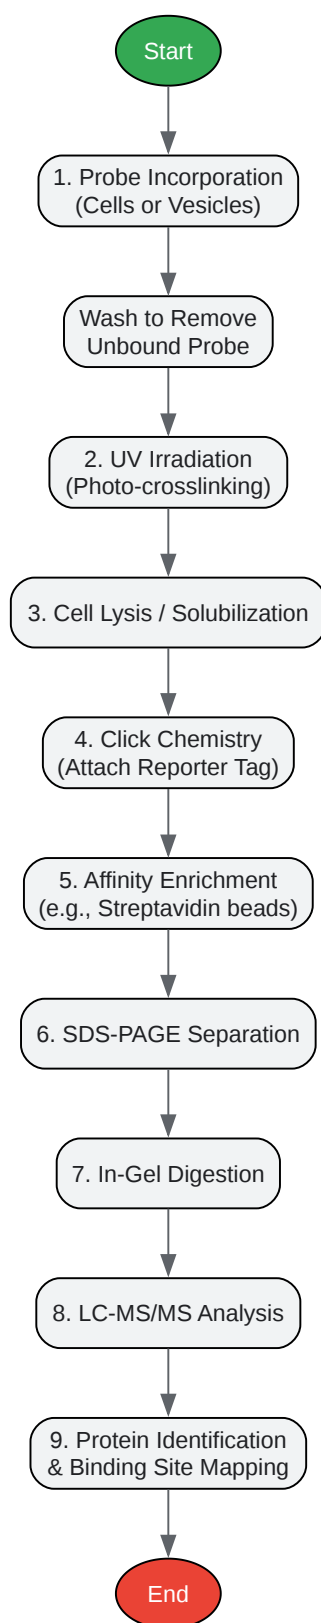 Start
1. Probe Incorporation
(Cells or Vesicles)
Wash to Remove
Unbound Probe
2. UV Irradiation
(Photo-crosslinking)
3. Cell Lysis / Solubilization
4. Click Chemistry
(Attach Reporter Tag)
5. Affinity Enrichment
(e.g., Streptavidin beads)
6. SDS-PAGE Separation
7. In-Gel Digestion
8. LC-MS/MS Analysis
9. Protein Identification
& Binding Site Mapping
End